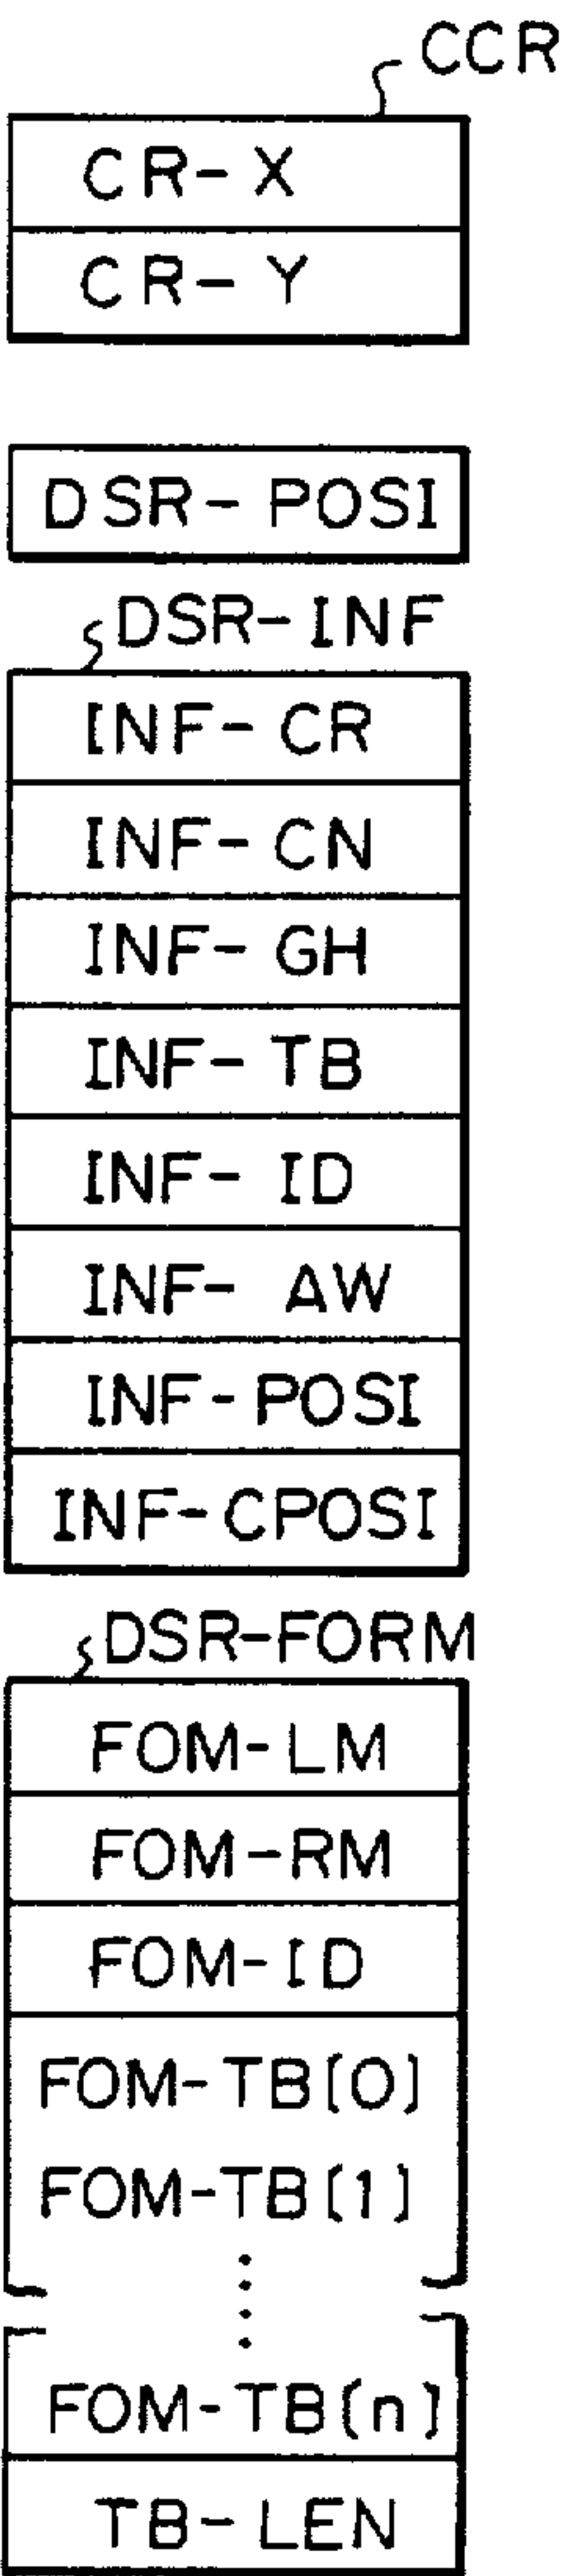 CCR
CR-X
CR-Y
DSR-POSI
DSR-INF
INF-CR
INF-CN
INF-GH
INF-TB
INF-ID
INF-AW
INF-POSI
INF-CPOSI
DSR-FORM
FOM-LM
FOM-RM
FOM-ID
FOM-TB(0)
FOM-TB(1)
FOM-TB(n)
TB-LEN